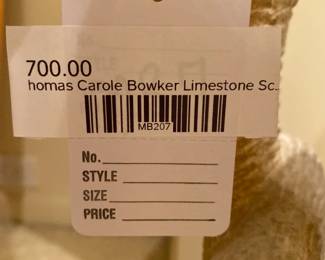 700.00
homas Carole Bowker Limestone Sc...
MB207
No.
STYLE
SIZE
PRICE